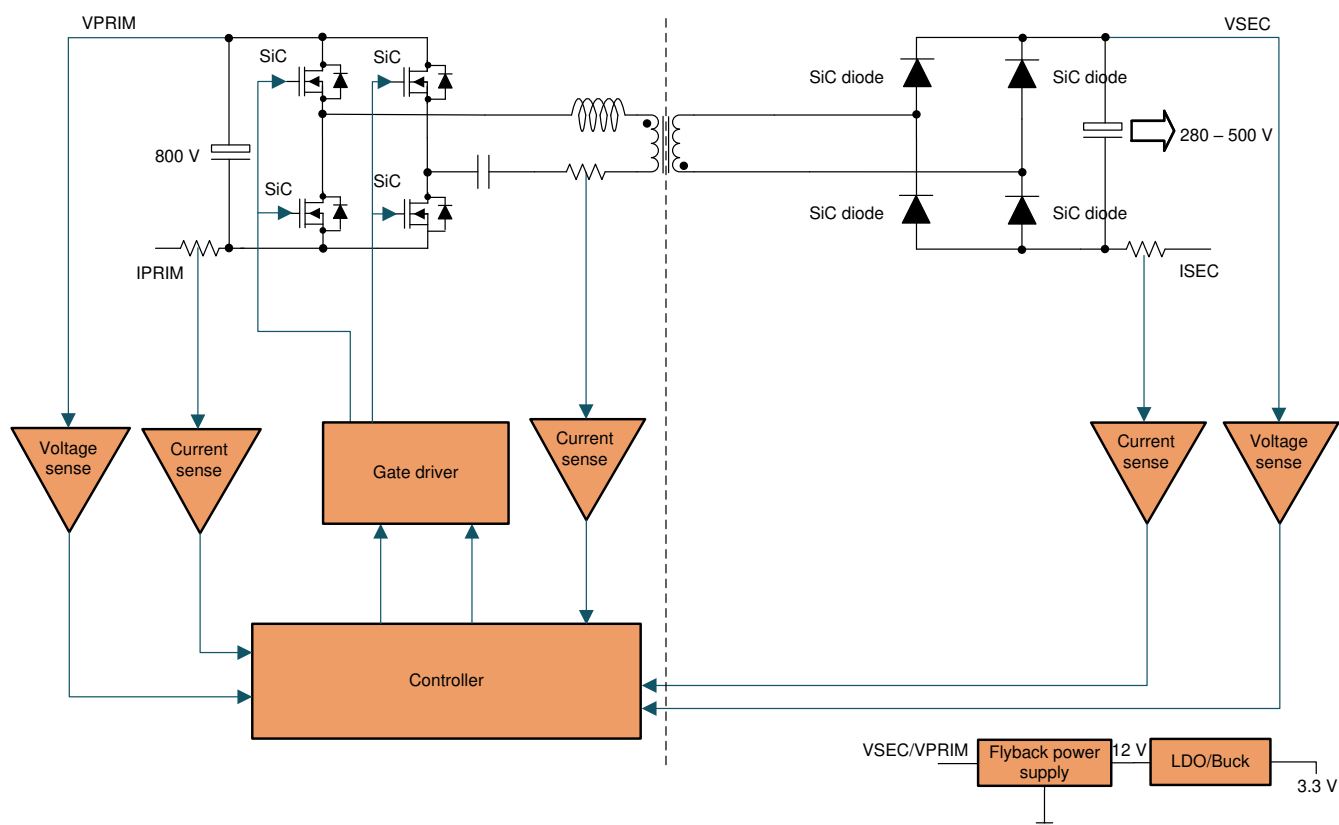 VPRIM
SiC
SiC
800 V
SiC
SiC
IPRIM
VSEC
SiC diode
SiC diode
280 – 500 V
SiC diode
SiC diode
ISEC
Voltage
sense
Current
sense
Gate driver
Current
sense
Current
sense
Voltage
sense
Controller
VSEC/VPRIM
Flyback power
supply
12 V
LDO/Buck
3.3 V